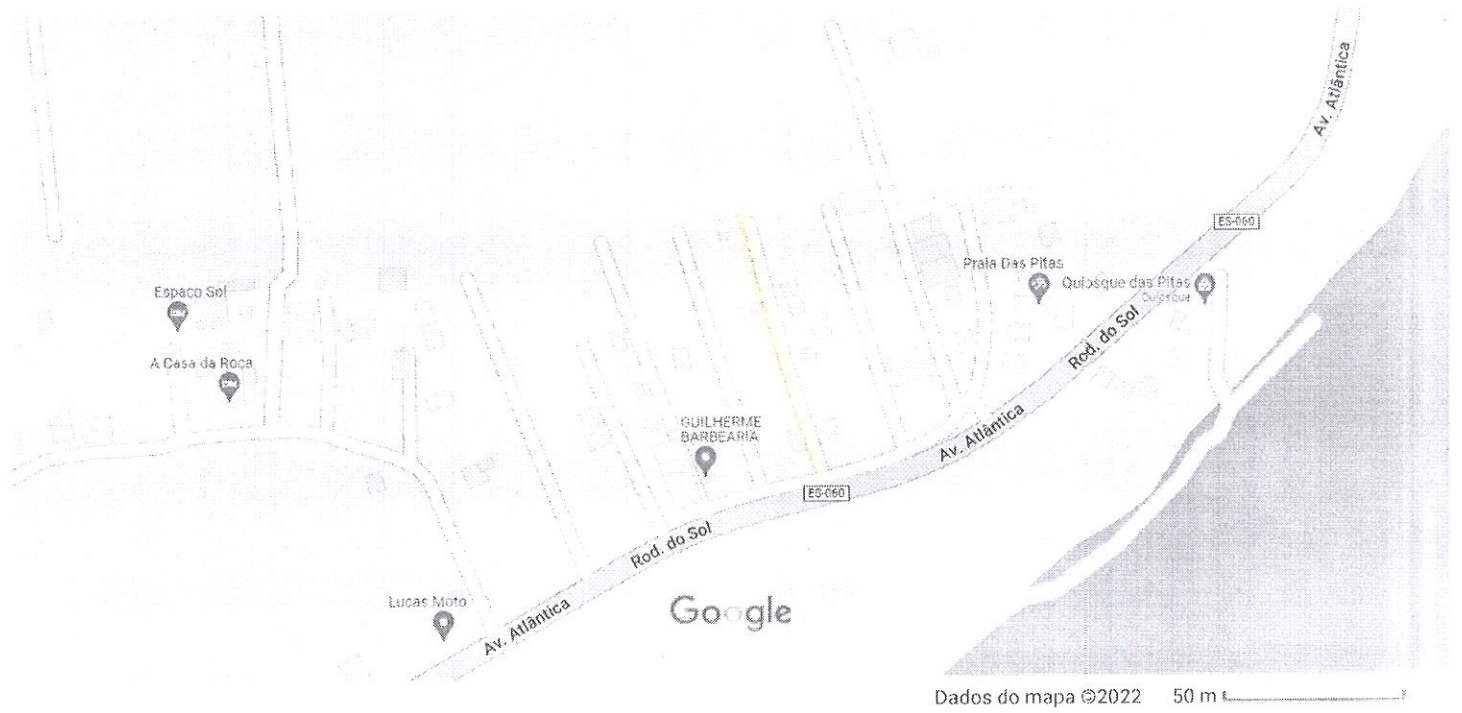 Av. Atlântica
ES-060
Praia Das Pitas
Quiosque das Pitas
Quiosque
Espaço Sol
Rod. do Sol
A Casa da Roça
GUILHERME
BARBEARIA
Av. Atlântica
ES-060
Rod. do Sol
Lucas Moto
Google
Av. Atlântica
Dados do mapa ©2022 50 m